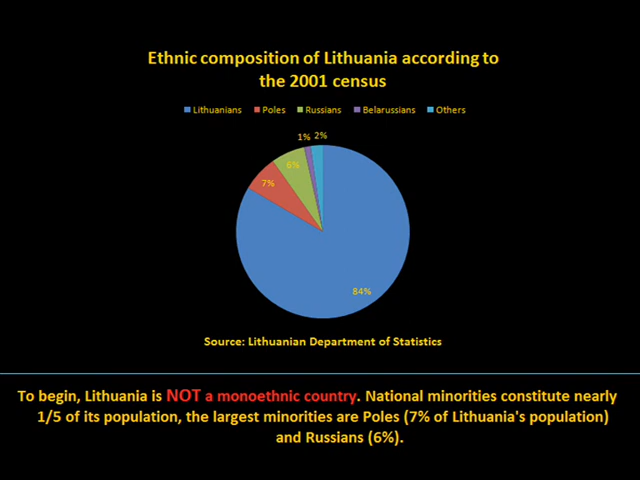 Ethnic composition of Lithuania according to
the 2001 census
Lithuanians Poles Russians Belarussians Others
1% 2%
6%
7%
84%
Source: Lithuanian Department of Statistics
To begin, Lithuania is NOT a monoethnic country. National minorities constitute nearly
1/5 of its population, the largest minorities are Poles (7% of Lithuania's population)
and Russians (6%).